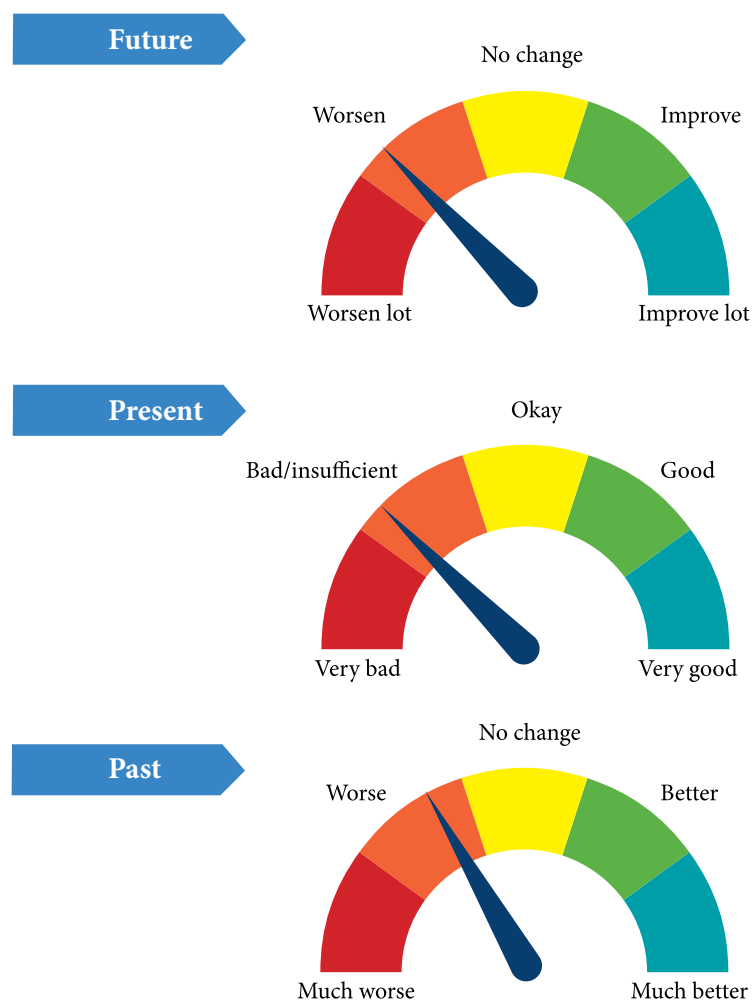 Future
No change
Worsen
Improve
Worsen lot
Improve lot
Present
Okay
Bad/insufficient
Good
Very bad
Very good
Past
No change
Worse
Better
Much worse
Much better